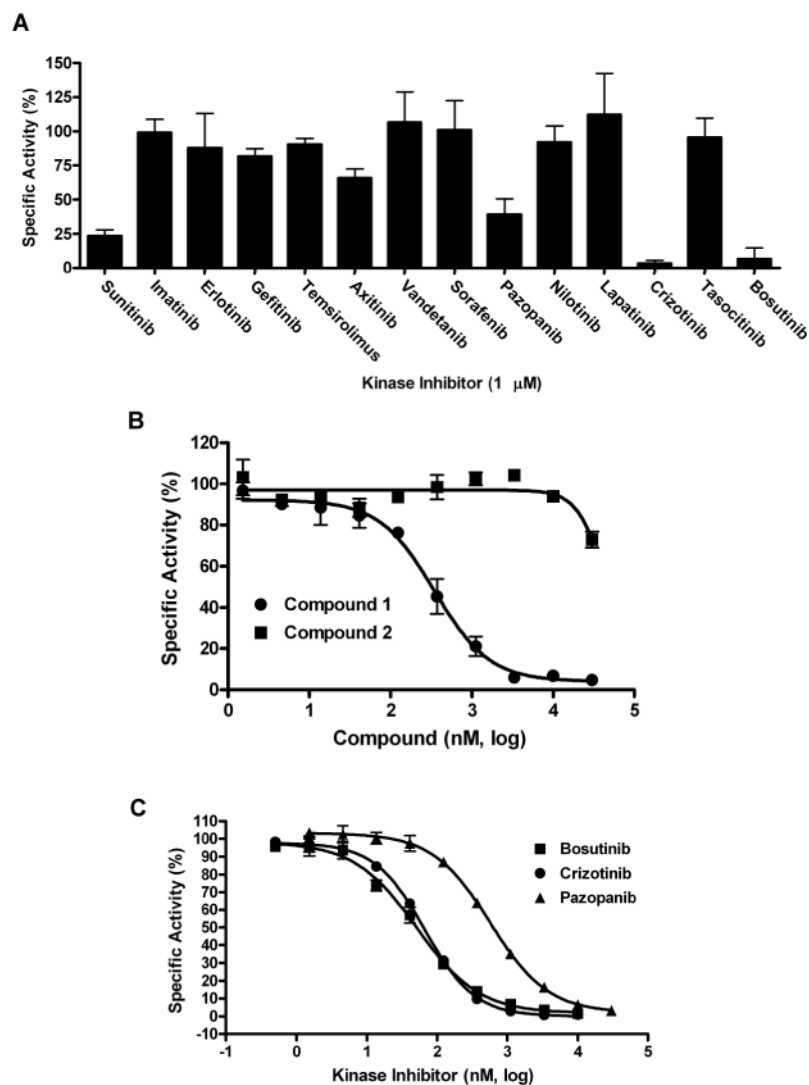 A
150
125
100
75
50
25
0
Specific Activity (%)
Sunitinib
Imatinib
Erlotinib
Gefitinib
Temsirolimus
Axitinib
Vandetanib
Sorafenib
Pazopanib
Nilotinib
Lapatinib
Crizotinib
Tasocitinib
Bosutinib
Kinase Inhibitor (1 μM)
B
120
100
80
60
40
20
0
Specific Activity (%)
Compound 1
Compound 2
0 1 2 3 4 5
Compound (nM, log)
C
110
100
90
80
70
60
50
40
30
20
10
0
-10
Specific Activity (%)
Bosutinib
Crizotinib
Pazopanib
-1 0 1 2 3 4 5
Kinase Inhibitor (nM, log)